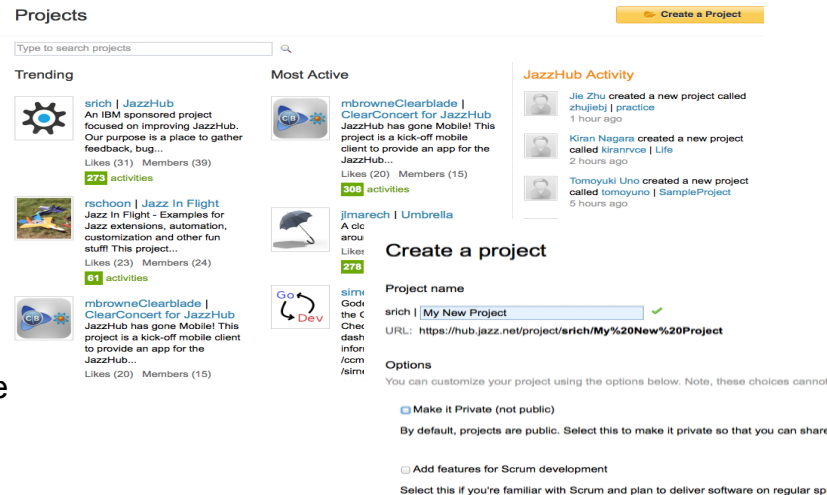 Projects
Create a Project
Type to search projects
Trending
srich | JazzHub
An IBM sponsored project
focused on improving JazzHub.
Our purpose is a place to gather
feedback, bug...
Likes (31) Members (39)
273 activities
rschoon | Jazz In Flight
Jazz In Flight - Examples for
Jazz extensions, automation,
customization and other fun
stuff! This project...
Likes (23) Members (24)
61 activities
mbrowneClearblade |
ClearConcert for JazzHub
JazzHub has gone Mobile! This
project is a kick-off mobile client
to provide an app for the
JazzHub...
Likes (20) Members (15)
e
Most Active
mbrowneClearblade |
ClearConcert for JazzHub
JazzHub has gone Mobile! This
project is a kick-off mobile
client to provide an app for the
JazzHub...
Likes (20) Members (15)
308 activities
jlmarech | Umbrella
A clo
arou
Likes
278
Go
Dev
sirne
Gode
the G
Chec
dash
inforr
/ccm
/sirne
JazzHub Activity
Jie Zhu created a new project called
zhujiebj | practice
1 hour ago
Kiran Nagara created a new project
called kiranrvce | Life
2 hours ago
Tomoyuki Uno created a new project
called tomoyuno | SampleProject
5 hours ago
Create a project
Project name
srich | My New Project
URL: https://hub.jazz.net/project/srich/My%20New%20Project
Options
You can customize your project using the options below. Note, these choices cannot
Make it Private (not public)
By default, projects are public. Select this to make it private so that you can share
Add features for Scrum development
Select this if you're familiar with Scrum and plan to deliver software on regular sp